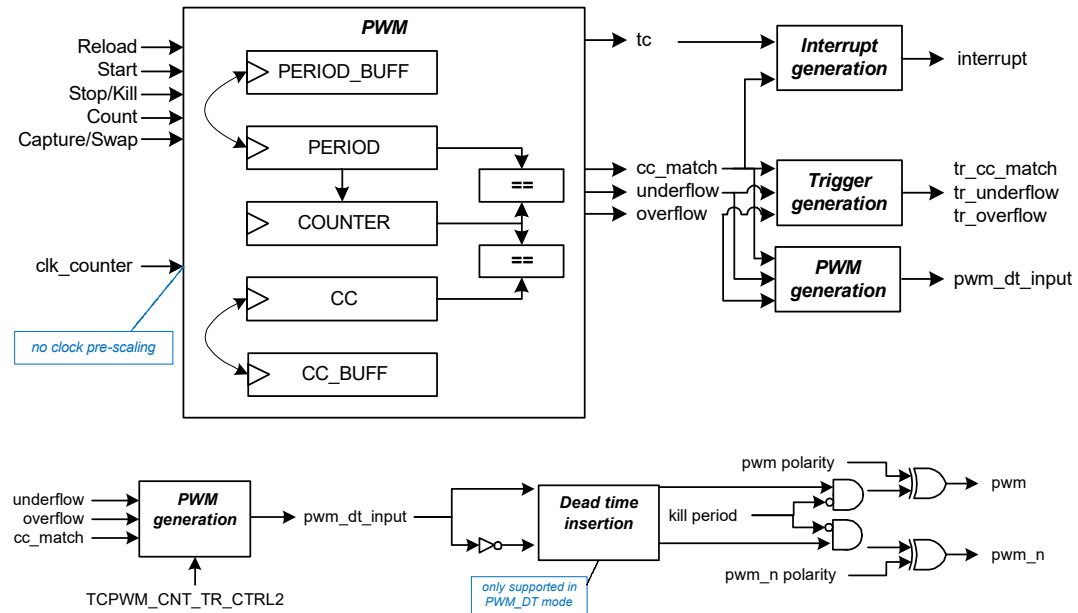 PWM
Reload
Start
Stop/Kill
Count
Capture/Swap
clk_counter
no clock pre-scaling
PERIOD_BUFF
PERIOD
==
COUNTER
==
CC
CC_BUFF
tc
cc_match
underflow
overflow
Interrupt
generation
interrupt
Trigger
generation
tr_cc_match
tr_underflow
tr_overflow
PWM
generation
pwm_dt_input
underflow
overflow
cc_match
PWM
generation
TCPWM_CNT_TR_CTRL2
pwm_dt_input
Dead time
insertion
only supported in
PWM_DT mode
pwm polarity
kill period
pwm_n polarity
pwm
pwm_n